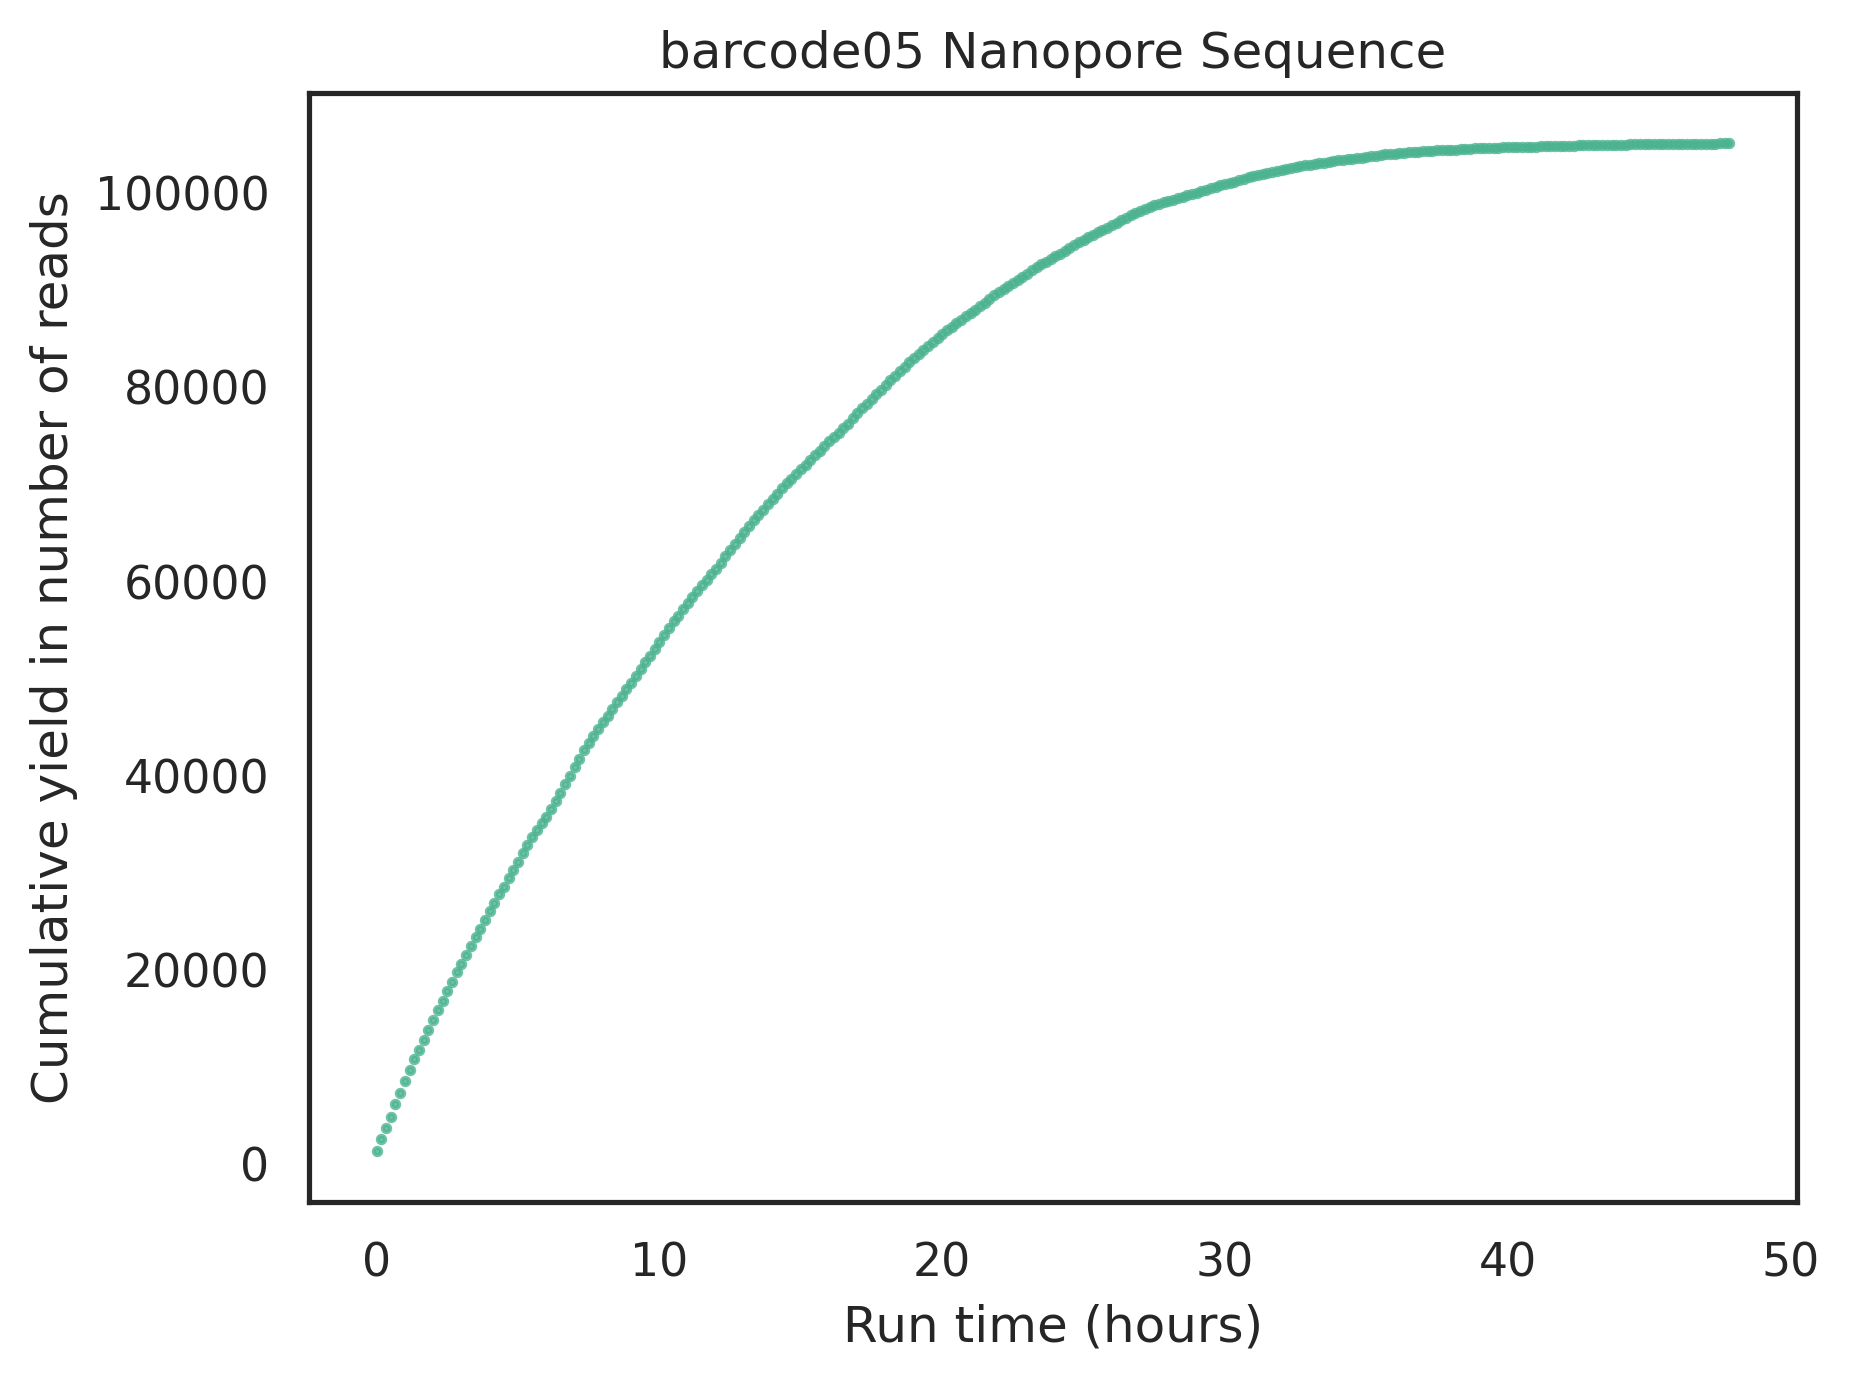 barcode05 Nanopore Sequence
Cumulative yield in number of reads
100000
80000
60000
40000
20000
0
0 10 20 30 40 50
Run time (hours)